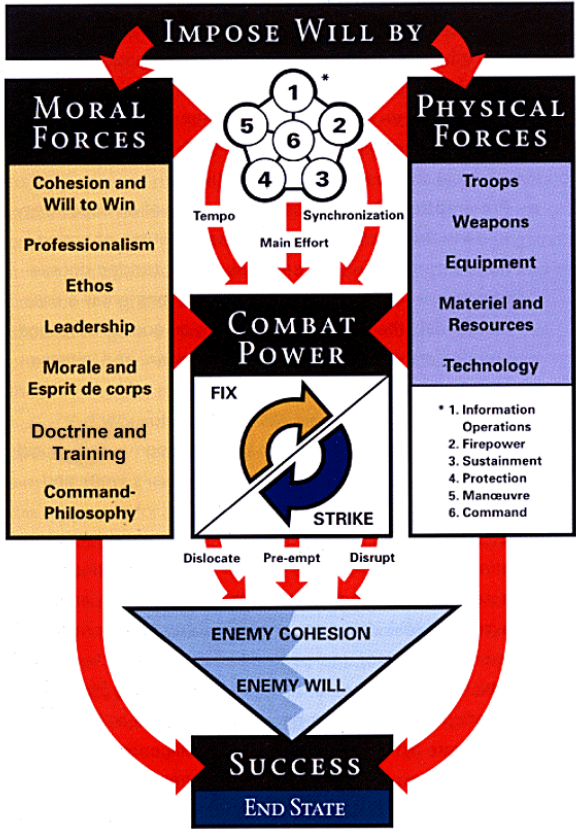 IMPOSE WILL BY
MORAL
FORCES
Cohesion and
Will to Win
Professionalism
Ethos
Leadership
Morale and
Esprit de corps
Doctrine and
Training
Command-
Philosophy
1
*
5
2
6
4
3
Tempo
Synchronization
Main Effort
COMBAT
POWER
FIX
STRIKE
PHYSICAL
FORCES
Troops
Weapons
Equipment
Materiel and
Resources
Technology
* 1. Information
Operations
2. Firepower
3. Sustainment
4. Protection
5. Manœuvre
6. Command
Dislocate
Pre-empt
Disrupt
ENEMY COHESION
ENEMY WILL
SUCCESS
END STATE